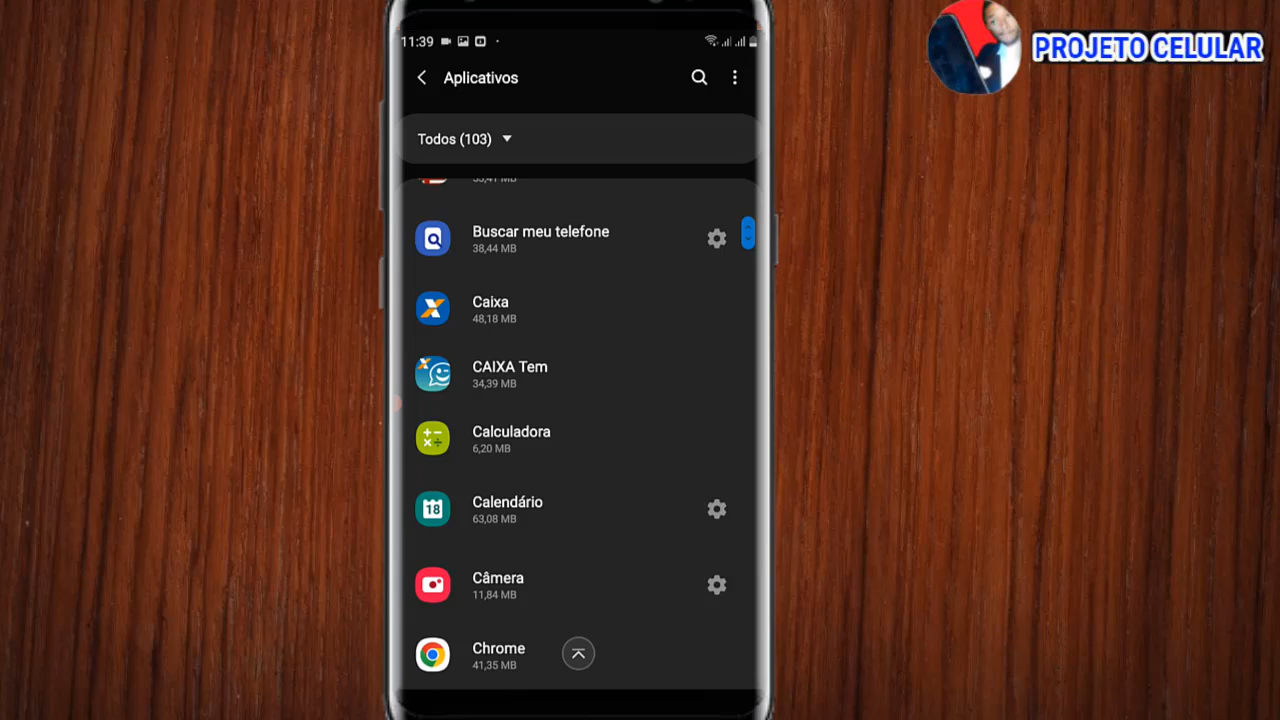 PROJETO CELULAR
11:39
Aplicativos
Todos (103)
Buscar meu telefone
38,44 MB
Caixa
48,18 MB
CAIXA Tem
34,39 MB
Calculadora
6,20 MB
18
Calendário
63,08 MB
Câmera
11,84 MB
Chrome
41,35 MB